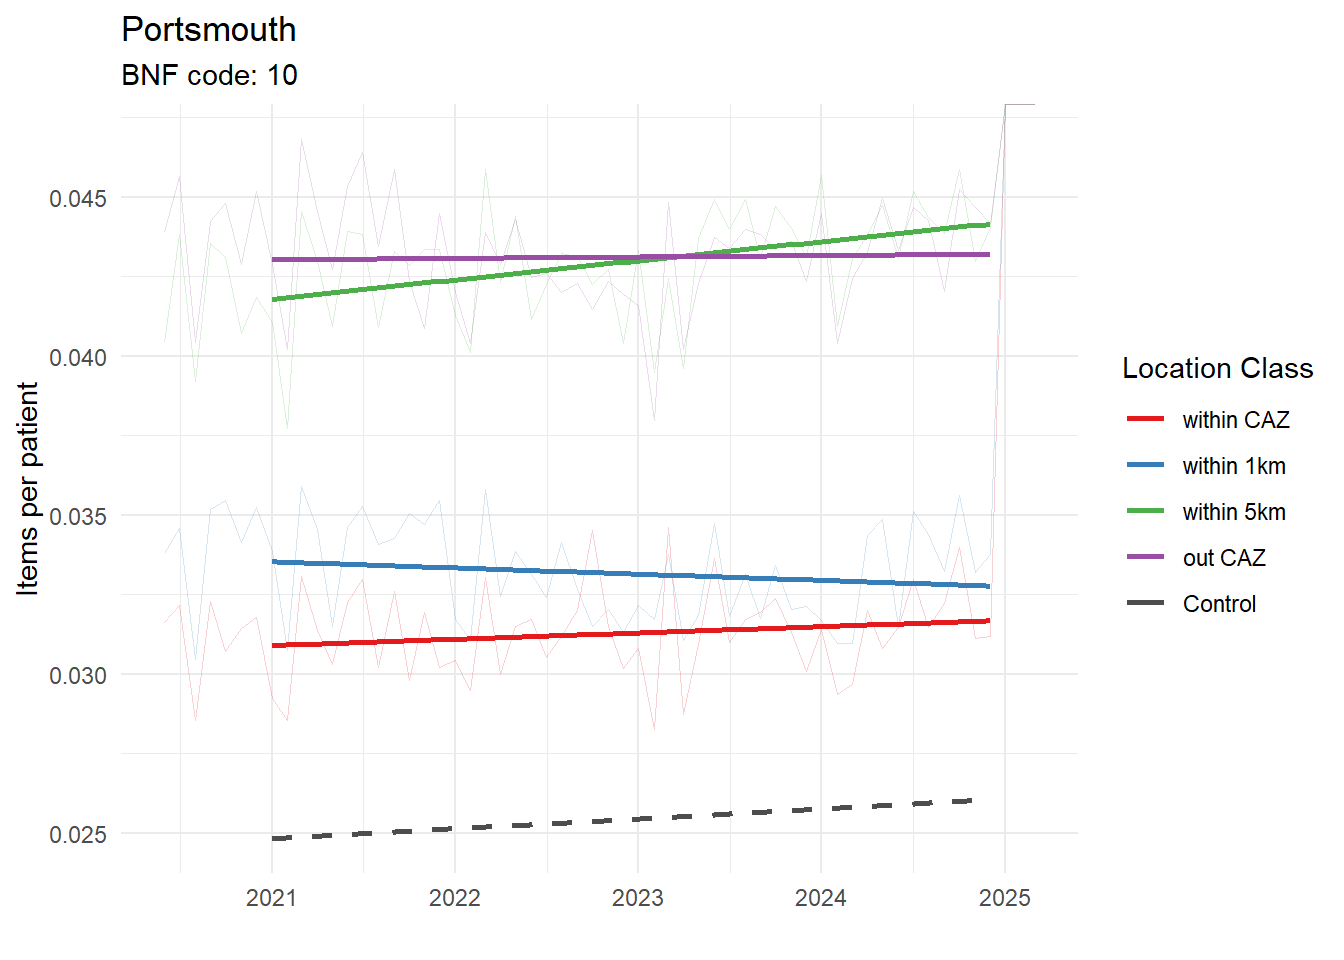 Portsmouth
BNF code: 10
Items per patient
0.045
0.040
0.035
0.030
0.025
2021 2022 2023 2024 2025
Location Class
within CAZ
within 1km
within 5km
out CAZ
Control